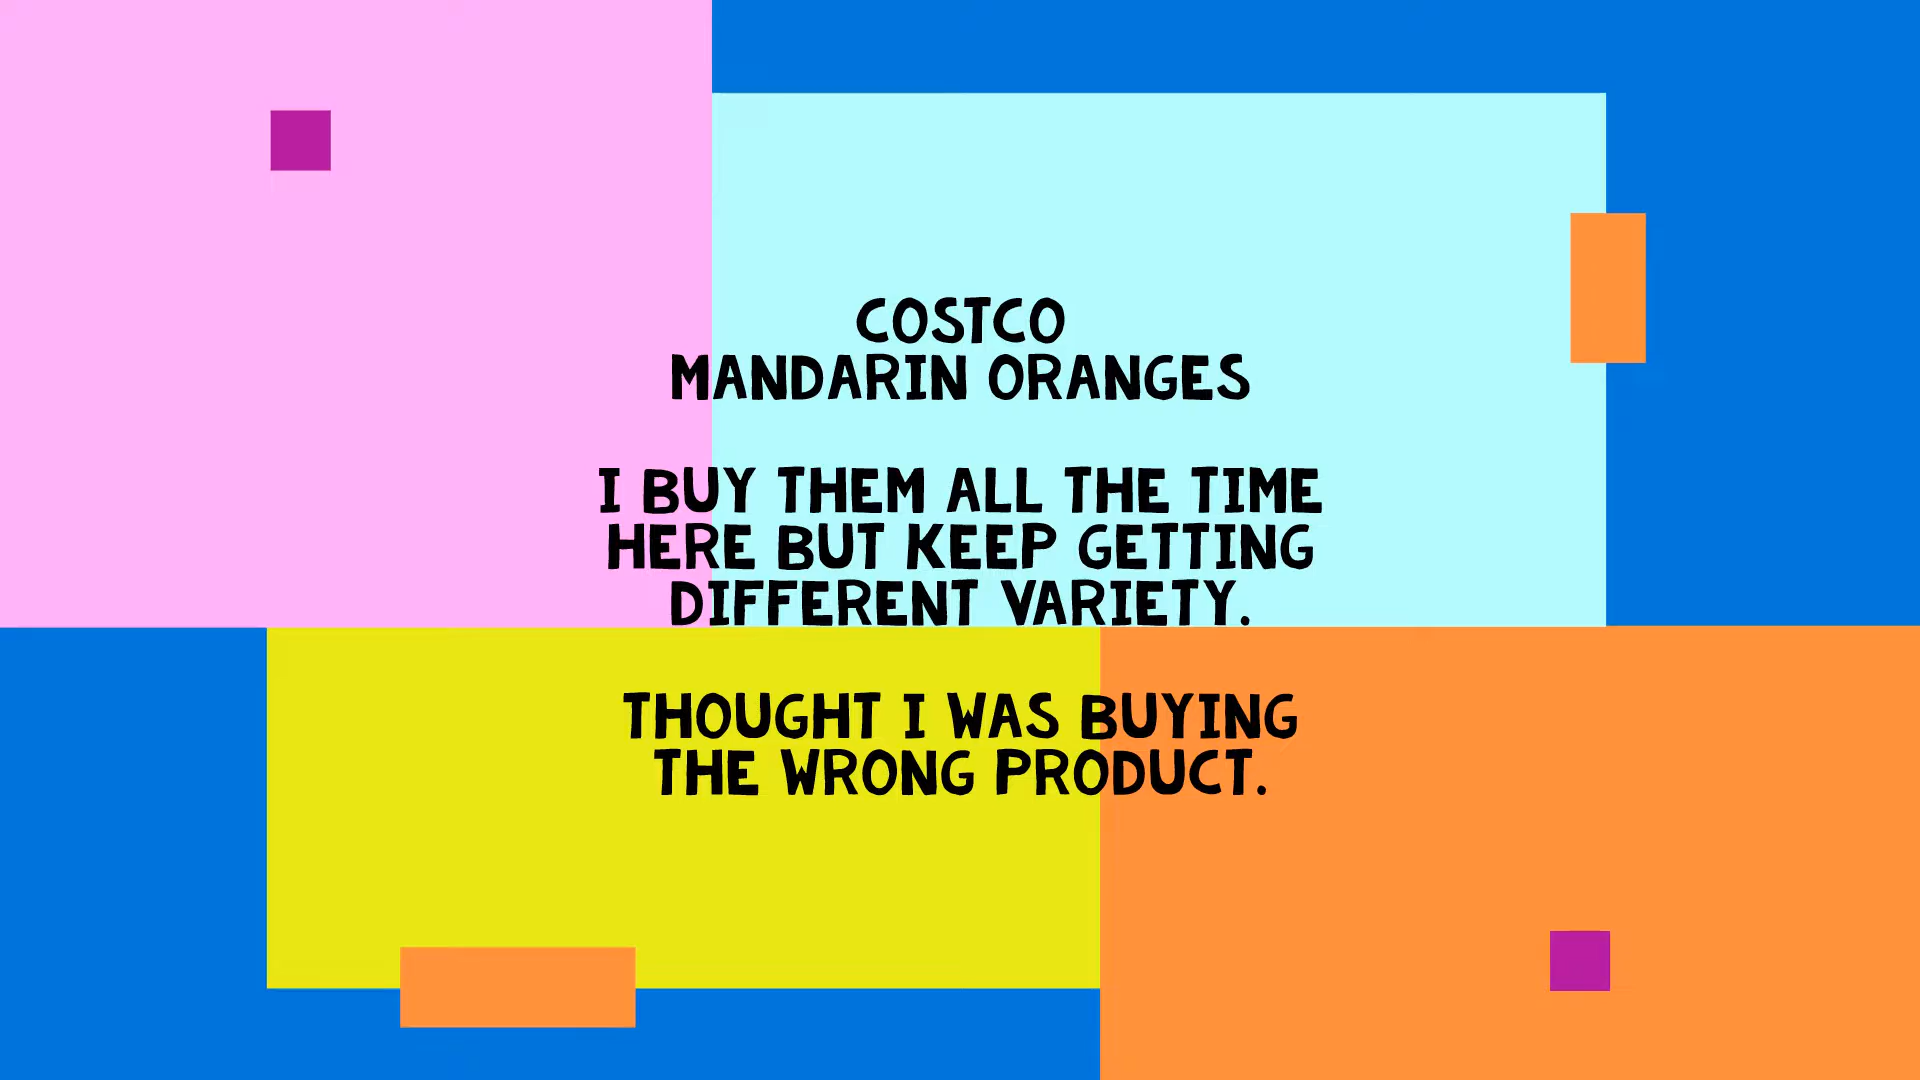 COSTCO
MANDARIN ORANGES
I BUY THEM ALL THE TIME
HERE BUT KEEP GETTING
DIFFERENT VARIETY.
THOUGHT I WAS BUYING
THE WRONG PRODUCT.